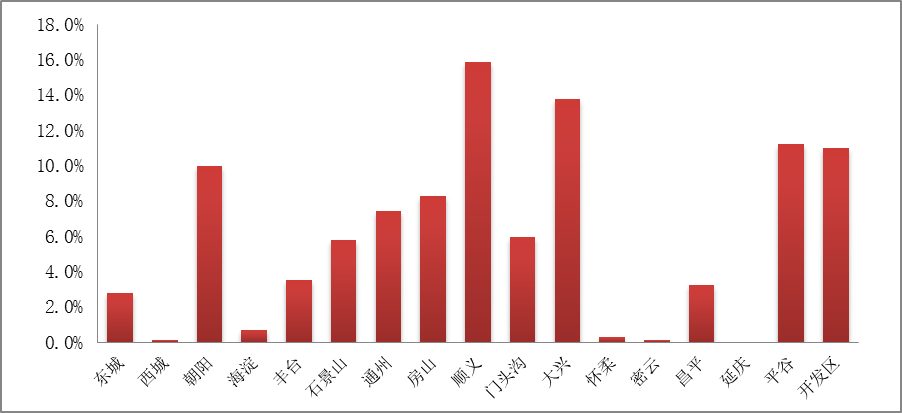 18.0%
16.0%
14.0%
12.0%
10.0%
8.0%
6.0%
4.0%
2.0%
0.0%
东城
西城
朝阳
海淀
丰台
石景山
通州
房山
顺义
门头沟
大兴
怀柔
密云
昌平
延庆
平谷
开发区